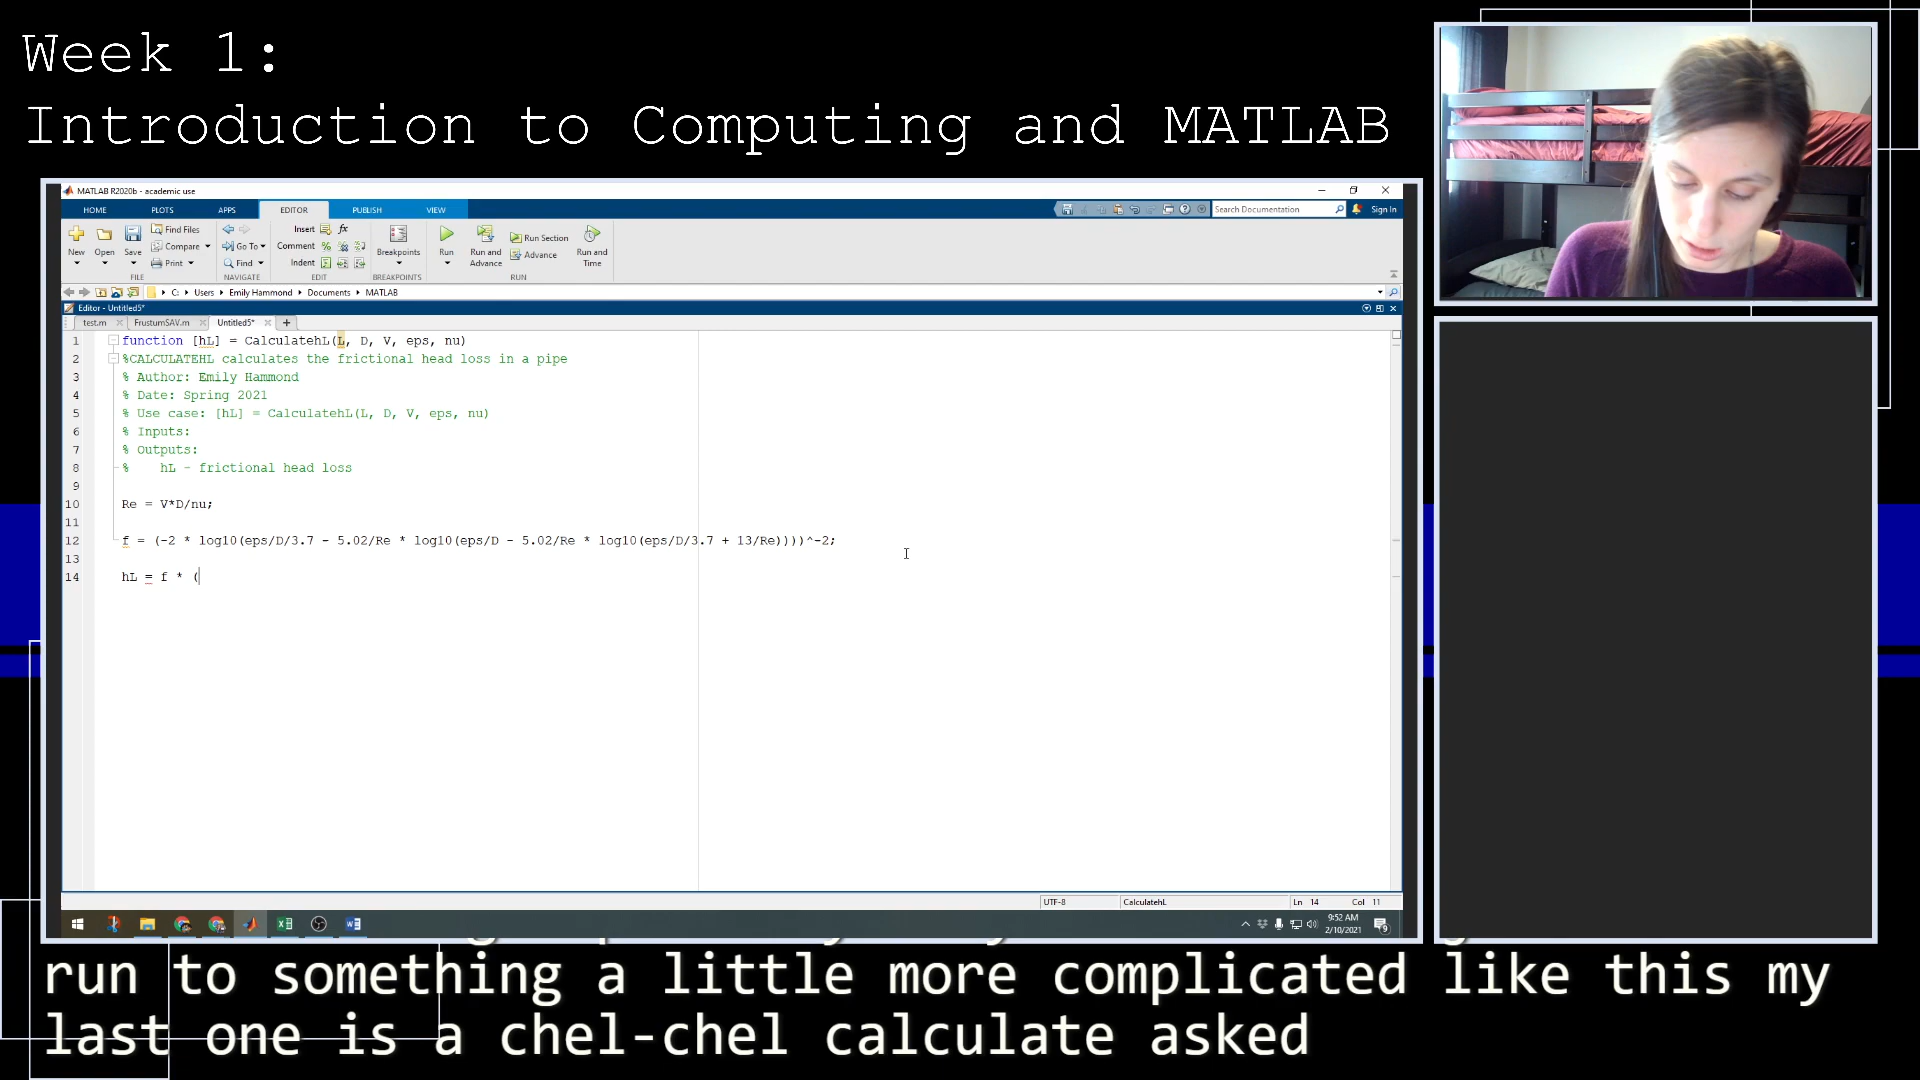 Week 1:
Introduction to Computing and MATLAB
MATLAB R2020b - academic use
HOME PLOTS APPS EDITOR PUBLISH VIEW
Search Documentation
Sign In
New Open Save
Find Files
Compare
Print
FILE
Go To
Find
NAVIGATE
Insert fx
Comment
Indent
EDIT
Breakpoints
BREAKPOINTS
Run
Run and Advance
Run Section
Advance
Run and Time
RUN
C: Users Emily Hammond Documents MATLAB
Editor - Untitled5*
test.m FrustumSAV.m Untitled5*
1 function [hL] = CalculatehL(L, D, V, eps, nu)
2 %CALCULATEHL calculates the frictional head loss in a pipe
3 % Author: Emily Hammond
4 % Date: Spring 2021
5 % Use case: [hL] = CalculatehL(L, D, V, eps, nu)
6 % Inputs:
7 % Outputs:
8 % hL - frictional head loss
9
10 Re = V*D/nu;
11
12 f = (-2 * log10(eps/D/3.7 - 5.02/Re * log10(eps/D - 5.02/Re * log10(eps/D/3.7 + 13/Re))))^-2;
13
14 hL = f * (
UTF-8 CalculatehL Ln 14 Col 11
9:52 AM
2/10/2021
run to something a little more complicated like this my
last one is a chel-chel calculate asked